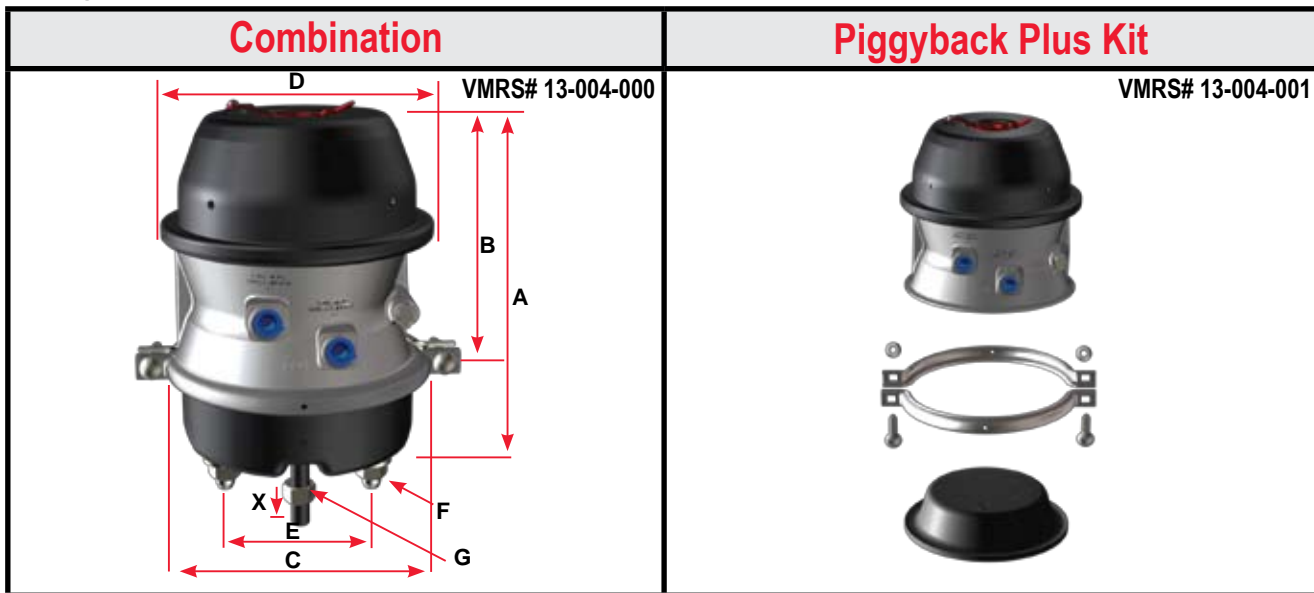 Combination
Piggyback Plus Kit
VMRS# 13-004-000
VMRS# 13-004-001
D
B
A
X
F
E
G
C